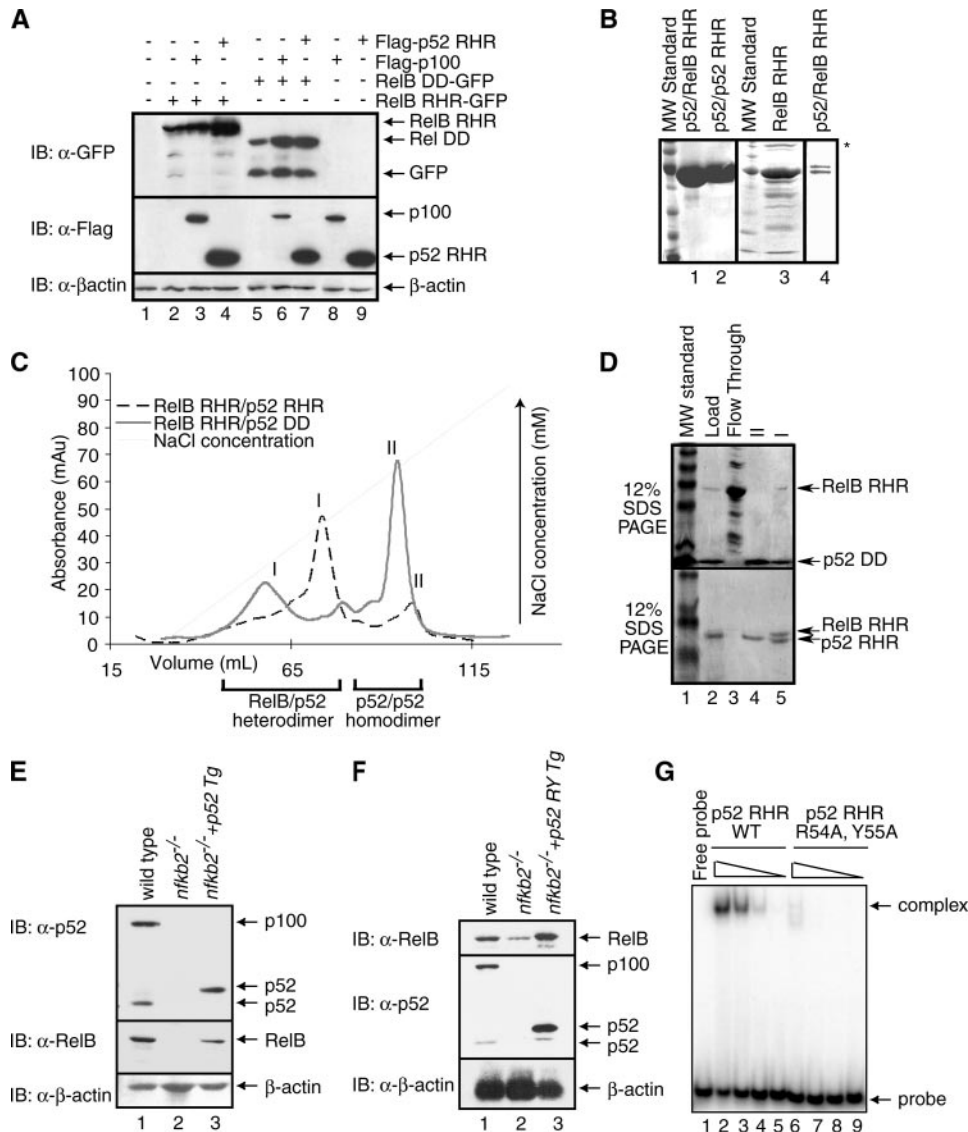 A
- - - + - - + - + Flag-p52 RHR
- - + - - + - + - Flag-p100
- - - - + + + - - RelB DD-GFP
- + + + - - - - - RelB RHR-GFP
IB: α-GFP
RelB RHR
Rel DD
GFP
IB: α-Flag
p100
p52 RHR
IB: α-βactin
β-actin
1 2 3 4 5 6 7 8 9
B
MW Standard
p52/RelB RHR
p52/p52 RHR
MW Standard
RelB RHR
p52/RelB RHR
*
1 2 3 4
C
100
90
80
70
60
50
40
30
20
10
0
Absorbance (mAu)
RelB RHR/p52 RHR
RelB RHR/p52 DD
NaCl concentration
I
I
II
II
NaCl concentration (mM)
Volume (mL)
15 65 115
RelB/p52
heterodimer
p52/p52
homodimer
D
MW standard
Load
Flow Through
II
I
12%
SDS
PAGE
RelB RHR
p52 DD
12%
SDS
PAGE
RelB RHR
p52 RHR
1 2 3 4 5
E
wild type
nfkb2-/-
nfkb2-/-+p52 Tg
IB: α-p52
p100
p52
p52
IB: α-RelB
RelB
IB: α-β-actin
β-actin
1 2 3
F
wild type
nfkb2-/-
nfkb2-/-+p52 RY Tg
IB: α-RelB
RelB
p100
IB: α-p52
p52
p52
IB: α-β-actin
β-actin
1 2 3
G
Free probe
p52 RHR
WT
p52 RHR
R54A, Y55A
complex
probe
1 2 3 4 5 6 7 8 9